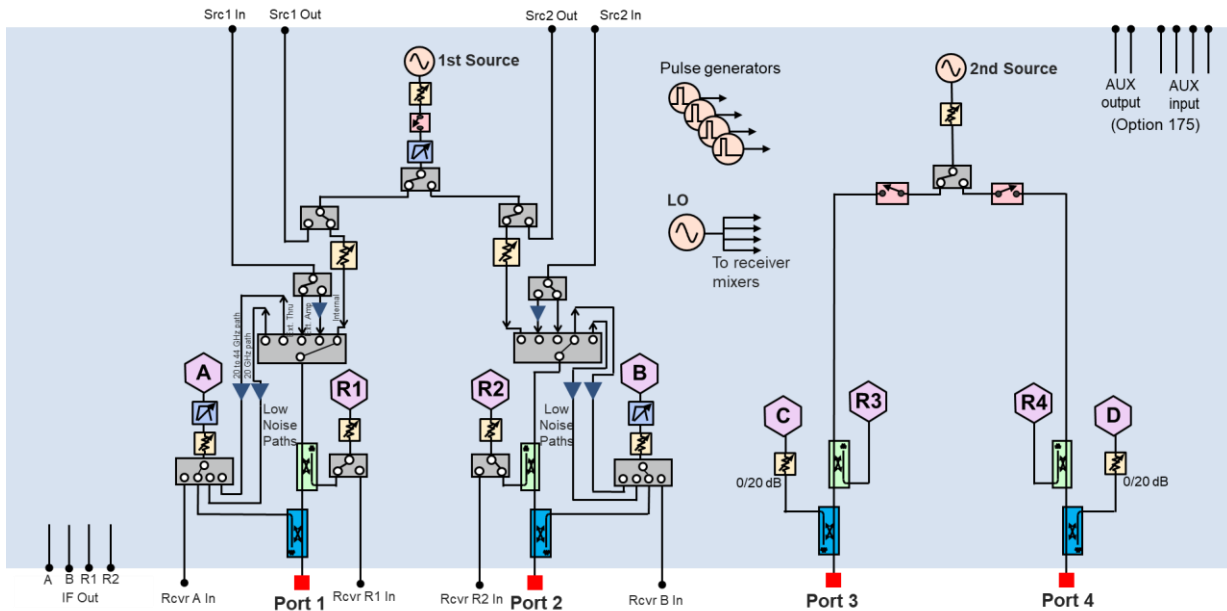 Src1 In
Src1 Out
Src2 Out
Src2 In
1st Source
Pulse generators
2nd Source
AUX
output
AUX
input
(Option 175)
LO
To receiver
mixers
20 to 44 GHz path
20 GHz path
Ext. Thru
Ext. Amp
Internal
A
R1
R2
B
C
R3
R4
D
Low
Noise
Paths
Low
Noise
Paths
0/20 dB
0/20 dB
A
B
R1
R2
IF Out
Rcvr A In
Port 1
Rcvr R1 In
Rcvr R2 In
Port 2
Rcvr B In
Port 3
Port 4